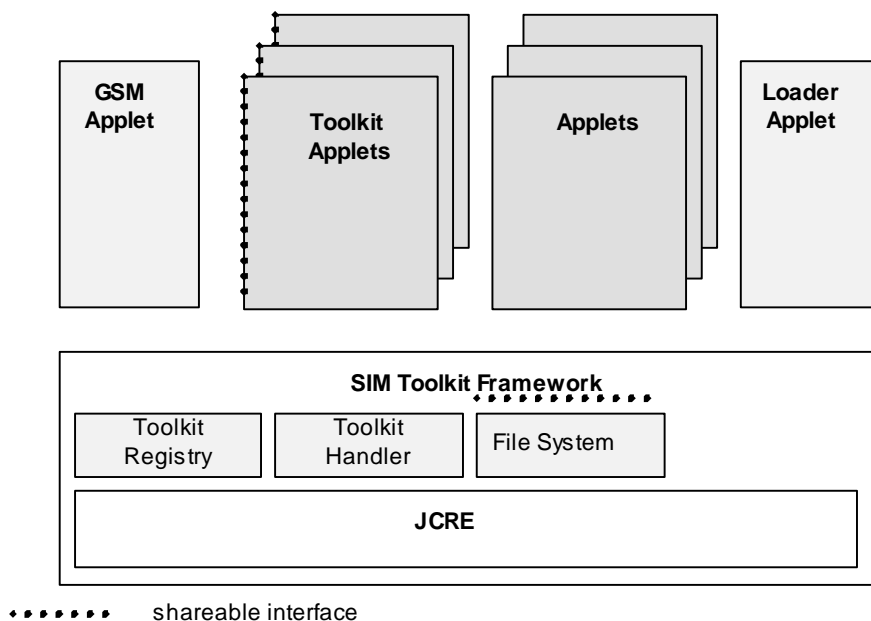 GSM
Applet
Toolkit
Applets
Applets
Loader
Applet
SIM Toolkit Framework
Toolkit
Registry
Toolkit
Handler
File System
JCRE
shareable interface